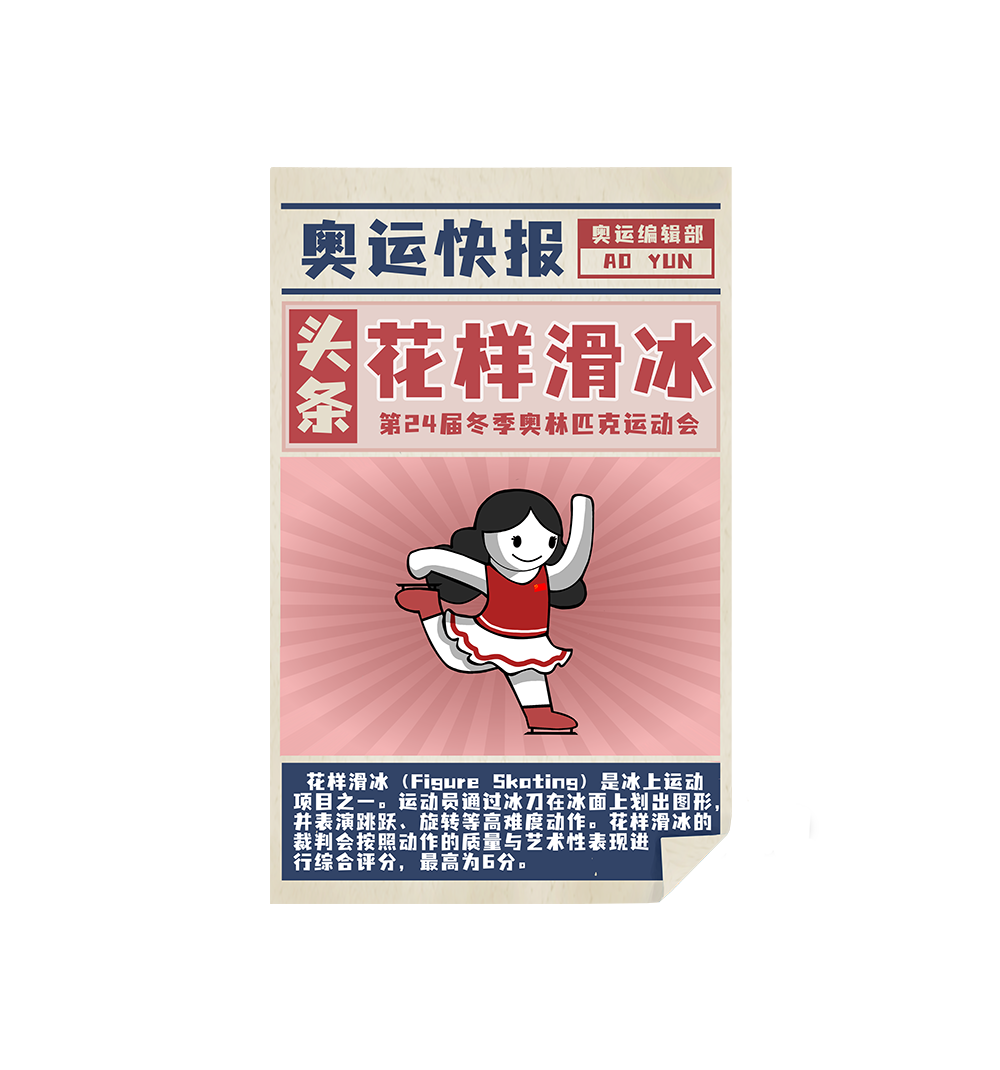 奥运快报
奥运编辑部
AO YUN
头条
花样滑冰
第24届冬季奥林匹克运动会
花样滑冰（Figure Skating）是冰上运动
项目之一。运动员通过冰刀在冰面上划出图形，
并表演跳跃、旋转等高难度动作。花样滑冰的
裁判会按照动作的质量与艺术性表现进
行综合评分，最高为6分。